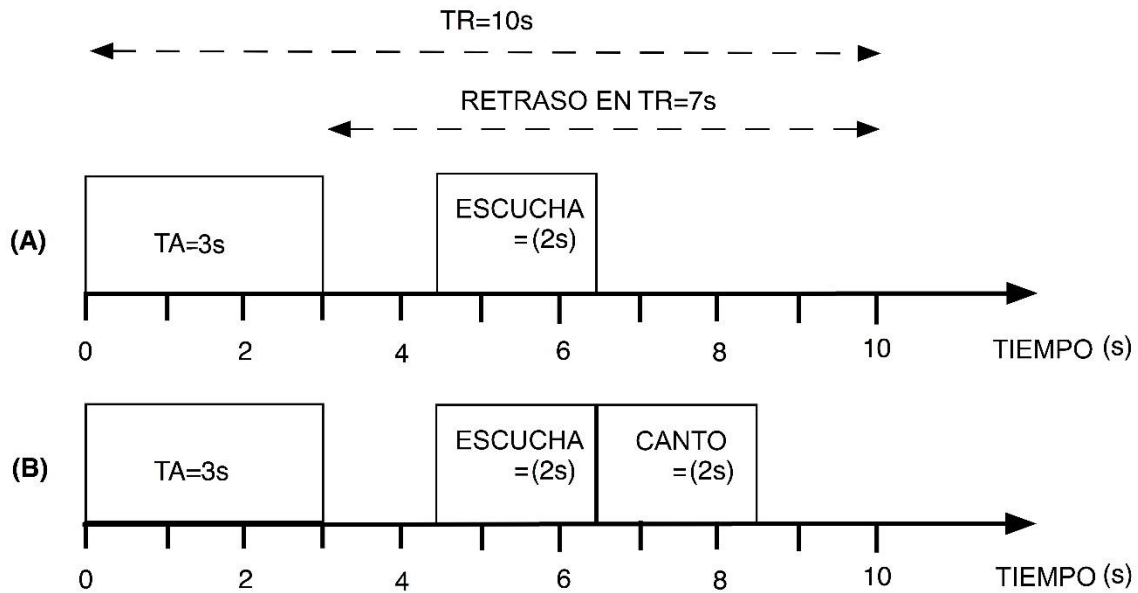 TR=10s
RETRASO EN TR=7s
(A)
TA=3s
ESCUCHA
=(2s)
0 2 4 6 8 10 TIEMPO (s)
(B)
TA=3s
ESCUCHA
=(2s)
CANTO
=(2s)
0 2 4 6 8 10 TIEMPO (s)